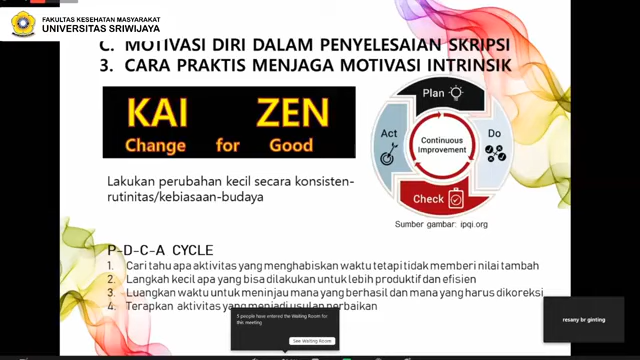 FAKULTAS KESEHATAN MASYARAKAT
UNIVERSITAS SRIWIJAYA
C. MOTIVASI DIRI DALAM PENYELESAIAN SKRIPSI
3. CARA PRAKTIS MENJAGA MOTIVASI INTRINSIK
KAI ZEN
Change for Good
Plan
Act
Continuous
Improvement
Do
Check
Lakukan perubahan kecil secara konsisten-
rutinitas/kebiasaan-budaya
Sumber gambar: ipqi.org
P-D-C-A CYCLE
1. Cari tahu apa aktivitas yang menghabiskan waktu tetapi tidak memberi nilai tambah
2. Langkah kecil apa yang bisa dilakukan untuk lebih produktif dan efisien
3. Luangkan waktu untuk meninjau mana yang berhasil dan mana yang harus dikoreksi
4. Terapkan aktivitas yang menjadi usulan perbaikan
5 people have entered the Waiting Room for
this meeting
See Waiting Room
resany br ginting